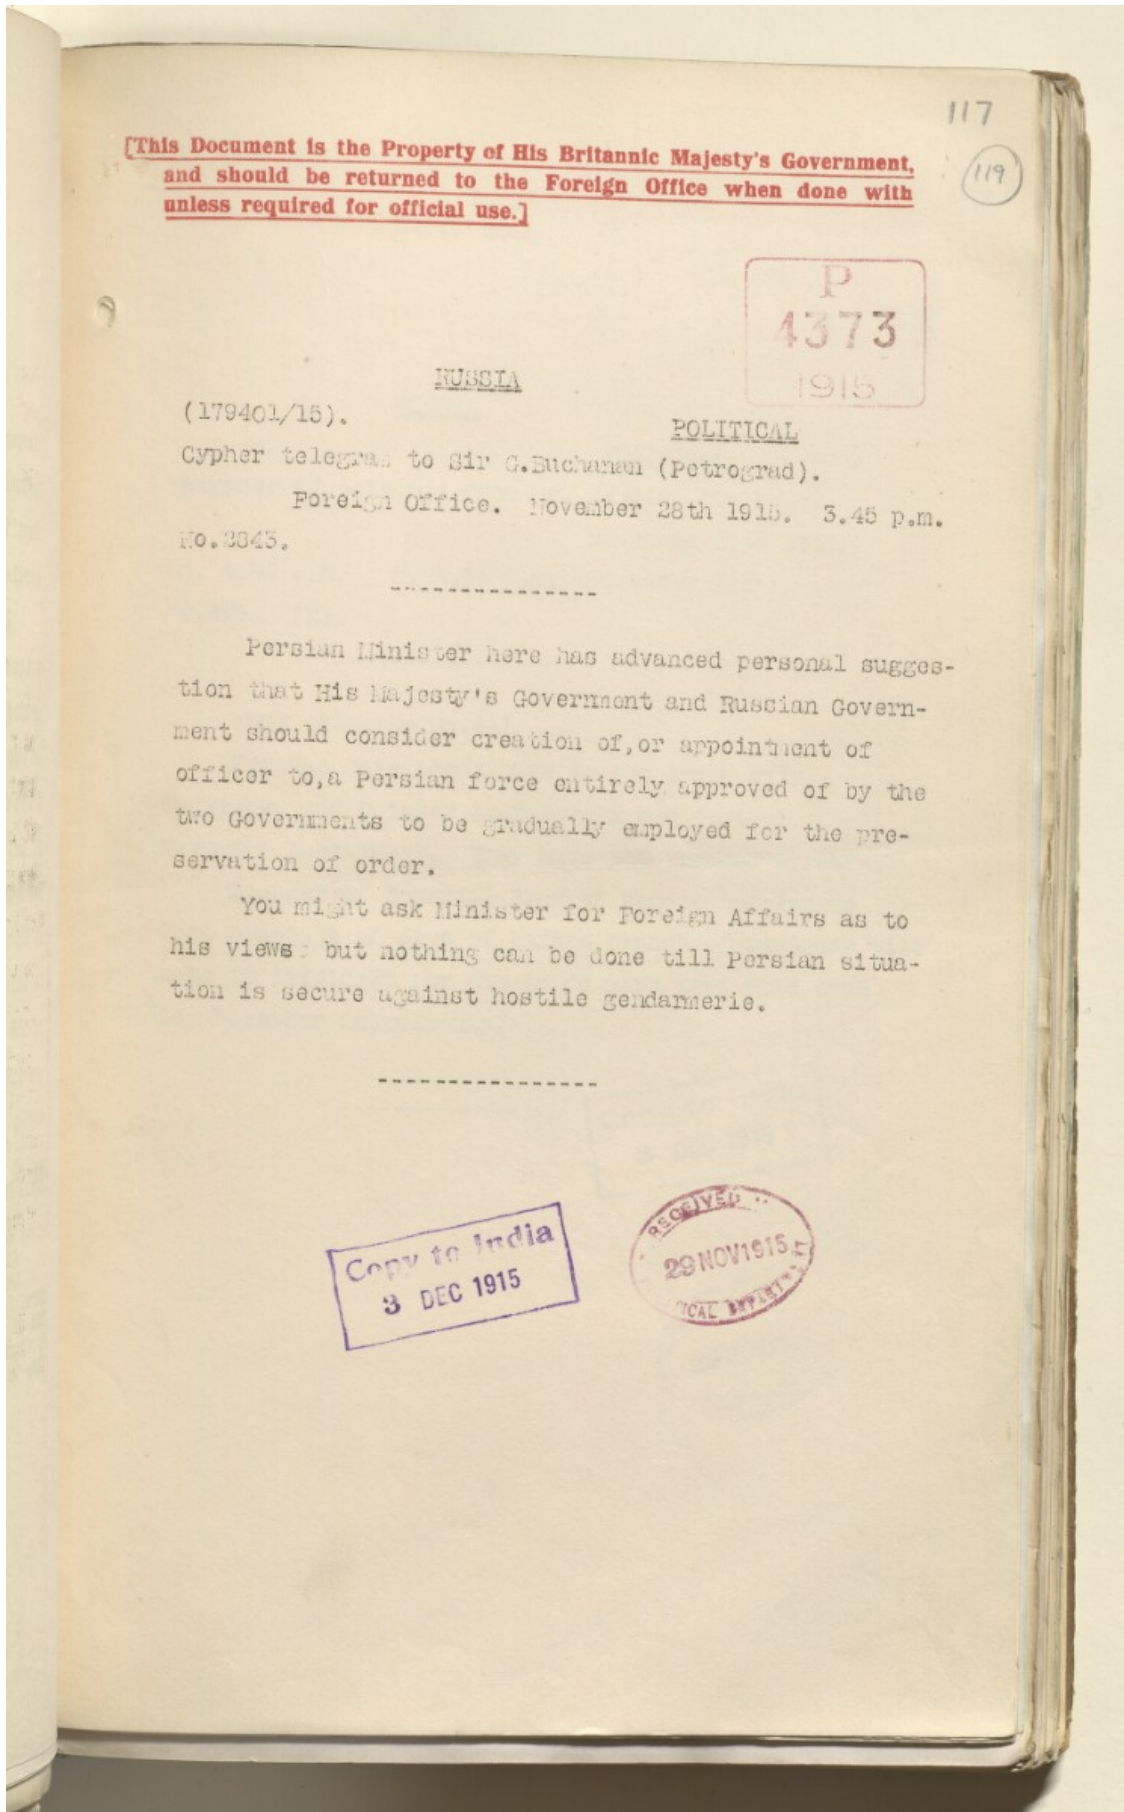 117
[This Document is the Property of His Britannic Majesty's Government,
119
and should be returned to the Foreign Office when done with
unless required for official use.]
P
4373
1915
RUSSIA
(179401/15).
POLITICAL
Cypher telegram to Sir G.Buchanan (Petrograd).
Foreign Office. November 28th 1915. 3.45 p.m.
No.2843.
---------------
Persian Minister here has advanced personal sugges-
tion that His Majesty's Government and Russian Govern-
ment should consider creation of,or appointment of
officer to,a Persian force entirely approved of by the
two Governments to be gradually employed for the pre-
servation of order.
You might ask Minister for Foreign Affairs as to
his views but nothing can be done till Persian situa-
tion is secure against hostile gendarmerie.
----------------
Copy to India
3 DEC 1915
RECEIVED
29 NOV 1915
ICAL DEPARTMENT